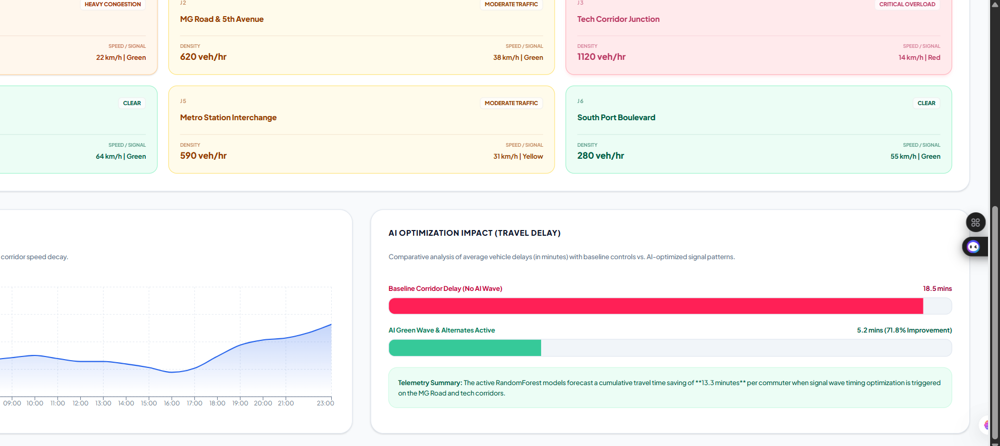 HEAVY CONGESTION
J2
MODERATE TRAFFIC
MG Road & 5th Avenue
J3
CRITICAL OVERLOAD
Tech Corridor Junction
SPEED / SIGNAL
22 km/h | Green
DENSITY
620 veh/hr
SPEED / SIGNAL
38 km/h | Green
DENSITY
1120 veh/hr
SPEED / SIGNAL
14 km/h | Red
CLEAR
J5
MODERATE TRAFFIC
Metro Station Interchange
J6
CLEAR
South Port Boulevard
SPEED / SIGNAL
64 km/h | Green
DENSITY
590 veh/hr
SPEED / SIGNAL
31 km/h | Yellow
DENSITY
280 veh/hr
SPEED / SIGNAL
55 km/h | Green
corridor speed decay.
09:00 10:00 11:00 12:00 13:00 14:00 15:00 16:00 17:00 18:00 19:00 20:00 21:00 23:00
AI OPTIMIZATION IMPACT (TRAVEL DELAY)
Comparative analysis of average vehicle delays (in minutes) with baseline controls vs. AI-optimized signal patterns.
Baseline Corridor Delay (No AI Wave)
18.5 mins
AI Green Wave & Alternates Active
5.2 mins (71.8% Improvement)
Telemetry Summary: The active RandomForest models forecast a cumulative travel time saving of **13.3 minutes** per commuter when signal wave timing optimization is triggered
on the MG Road and tech corridors.